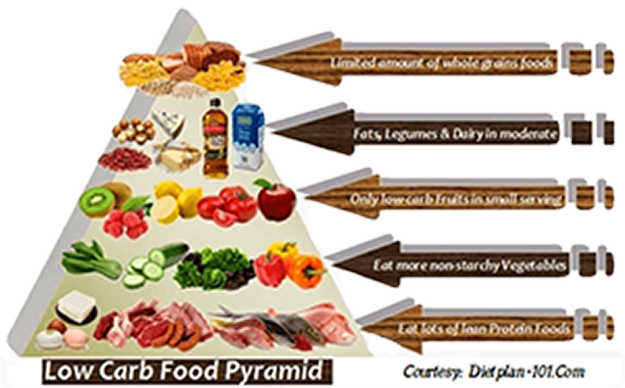 Limited amount of whole grains foods
Fats, Legumes & Dairy in moderate
Only low carb Fruits in small serving
Eat more non-starchy Vegetables
Eat lots of lean Protein Foods
Low Carb Food Pyramid
Courtesy: Dietplan-101.Com